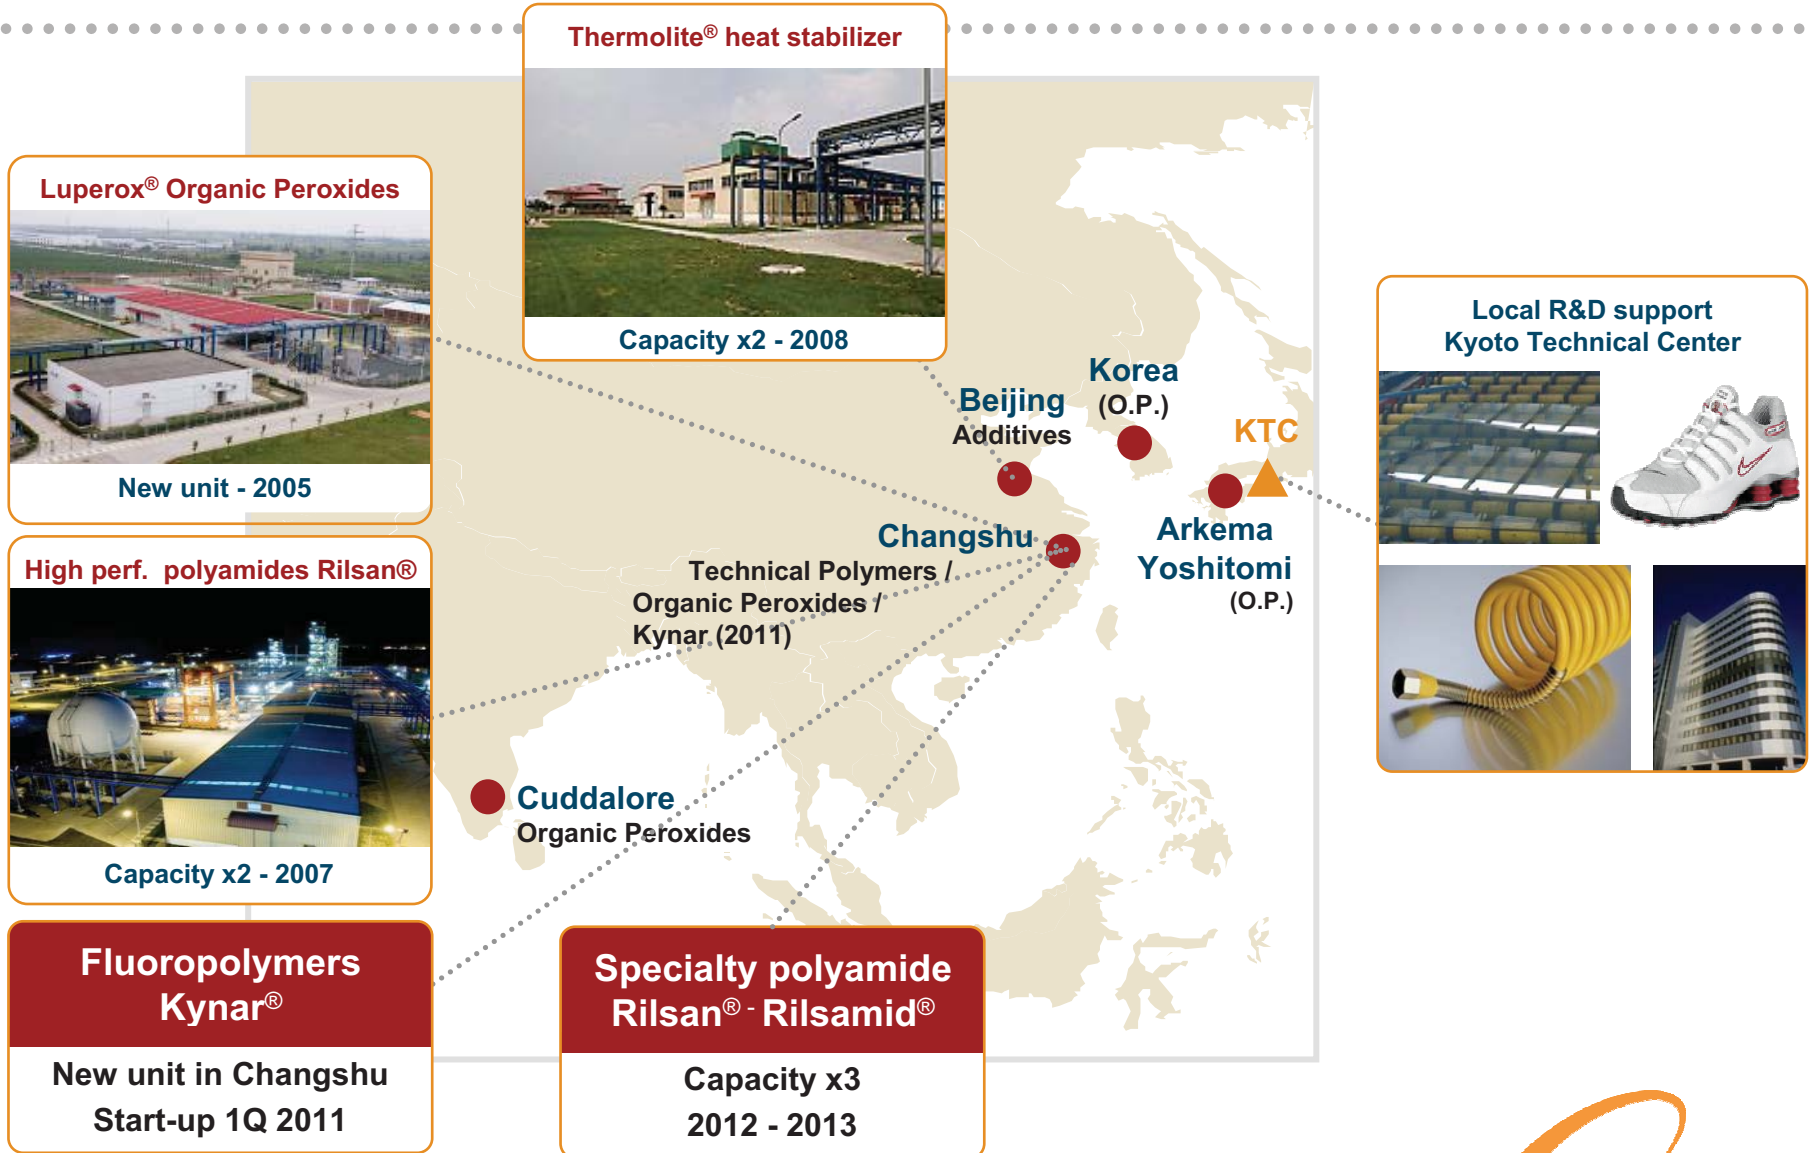 Thermolite® heat stabilizer
Capacity x2 - 2008
Luperox® Organic Peroxides
New unit - 2005
High perf. polyamides Rilsan®
Capacity x2 - 2007
Fluoropolymers
Kynar®
New unit in Changshu
Start-up 1Q 2011
Specialty polyamide
Rilsan® - Rilsamid®
Capacity x3
2012 - 2013
Beijing
Additives
Korea
(O.P.)
KTC
Changshu
Technical Polymers /
Organic Peroxides /
Kynar (2011)
Arkema
Yoshitomi
(O.P.)
Cuddalore
Organic Peroxides
Local R&D support
Kyoto Technical Center